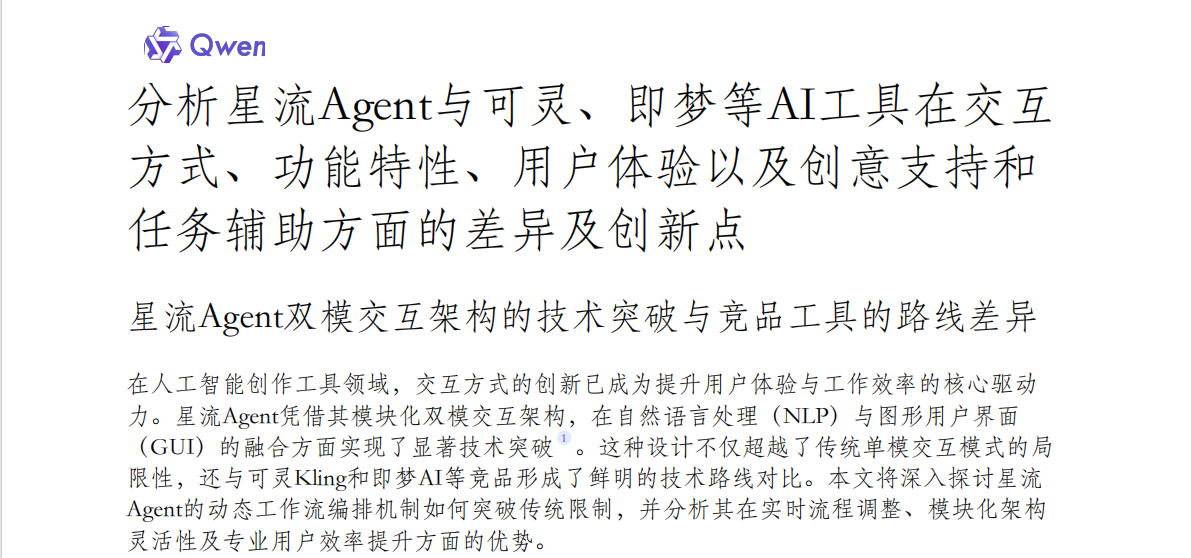 Qwen
分析星流Agent与可灵、即梦等AI工具在交互
方式、功能特性、用户体验以及创意支持和
任务辅助方面的差异及创新点
星流Agent双模交互架构的技术突破与竞品工具的路线差异
在人工智能创作工具领域，交互方式的创新已成为提升用户体验与工作效率的核心驱动
力。星流Agent凭借其模块化双模交互架构，在自然语言处理（NLP）与图形用户界面
（GUI）的融合方面实现了显著技术突破 1 。这种设计不仅超越了传统单模交互模式的局
限性，还与可灵Kling和即梦AI等竞品形成了鲜明的技术路线对比。本文将深入探讨星流
Agent的动态工作流编排机制如何突破传统限制，并分析其在实时流程调整、模块化架构
灵活性及专业用户效率提升方面的优势。